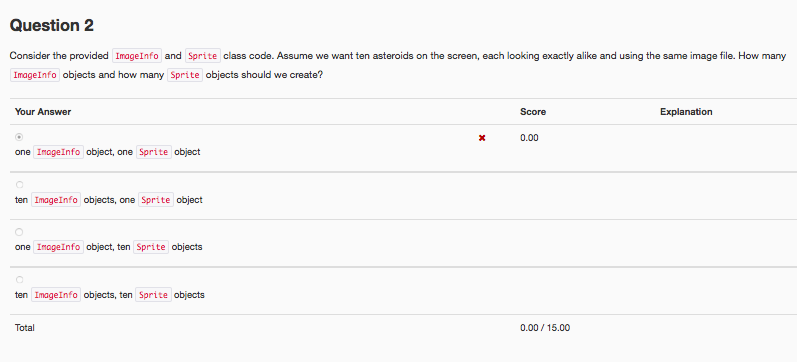 Question 2
Consider the provided ImageInfo and Sprite class code. Assume we want ten asteroids on the screen, each looking exactly alike and using the same image file. How many
ImageInfo objects and how many Sprite objects should we create?
Your Answer Score Explanation
✖ 0.00
one ImageInfo object, one Sprite object
ten ImageInfo objects, one Sprite object
one ImageInfo object, ten Sprite objects
ten ImageInfo objects, ten Sprite objects
Total 0.00 / 15.00